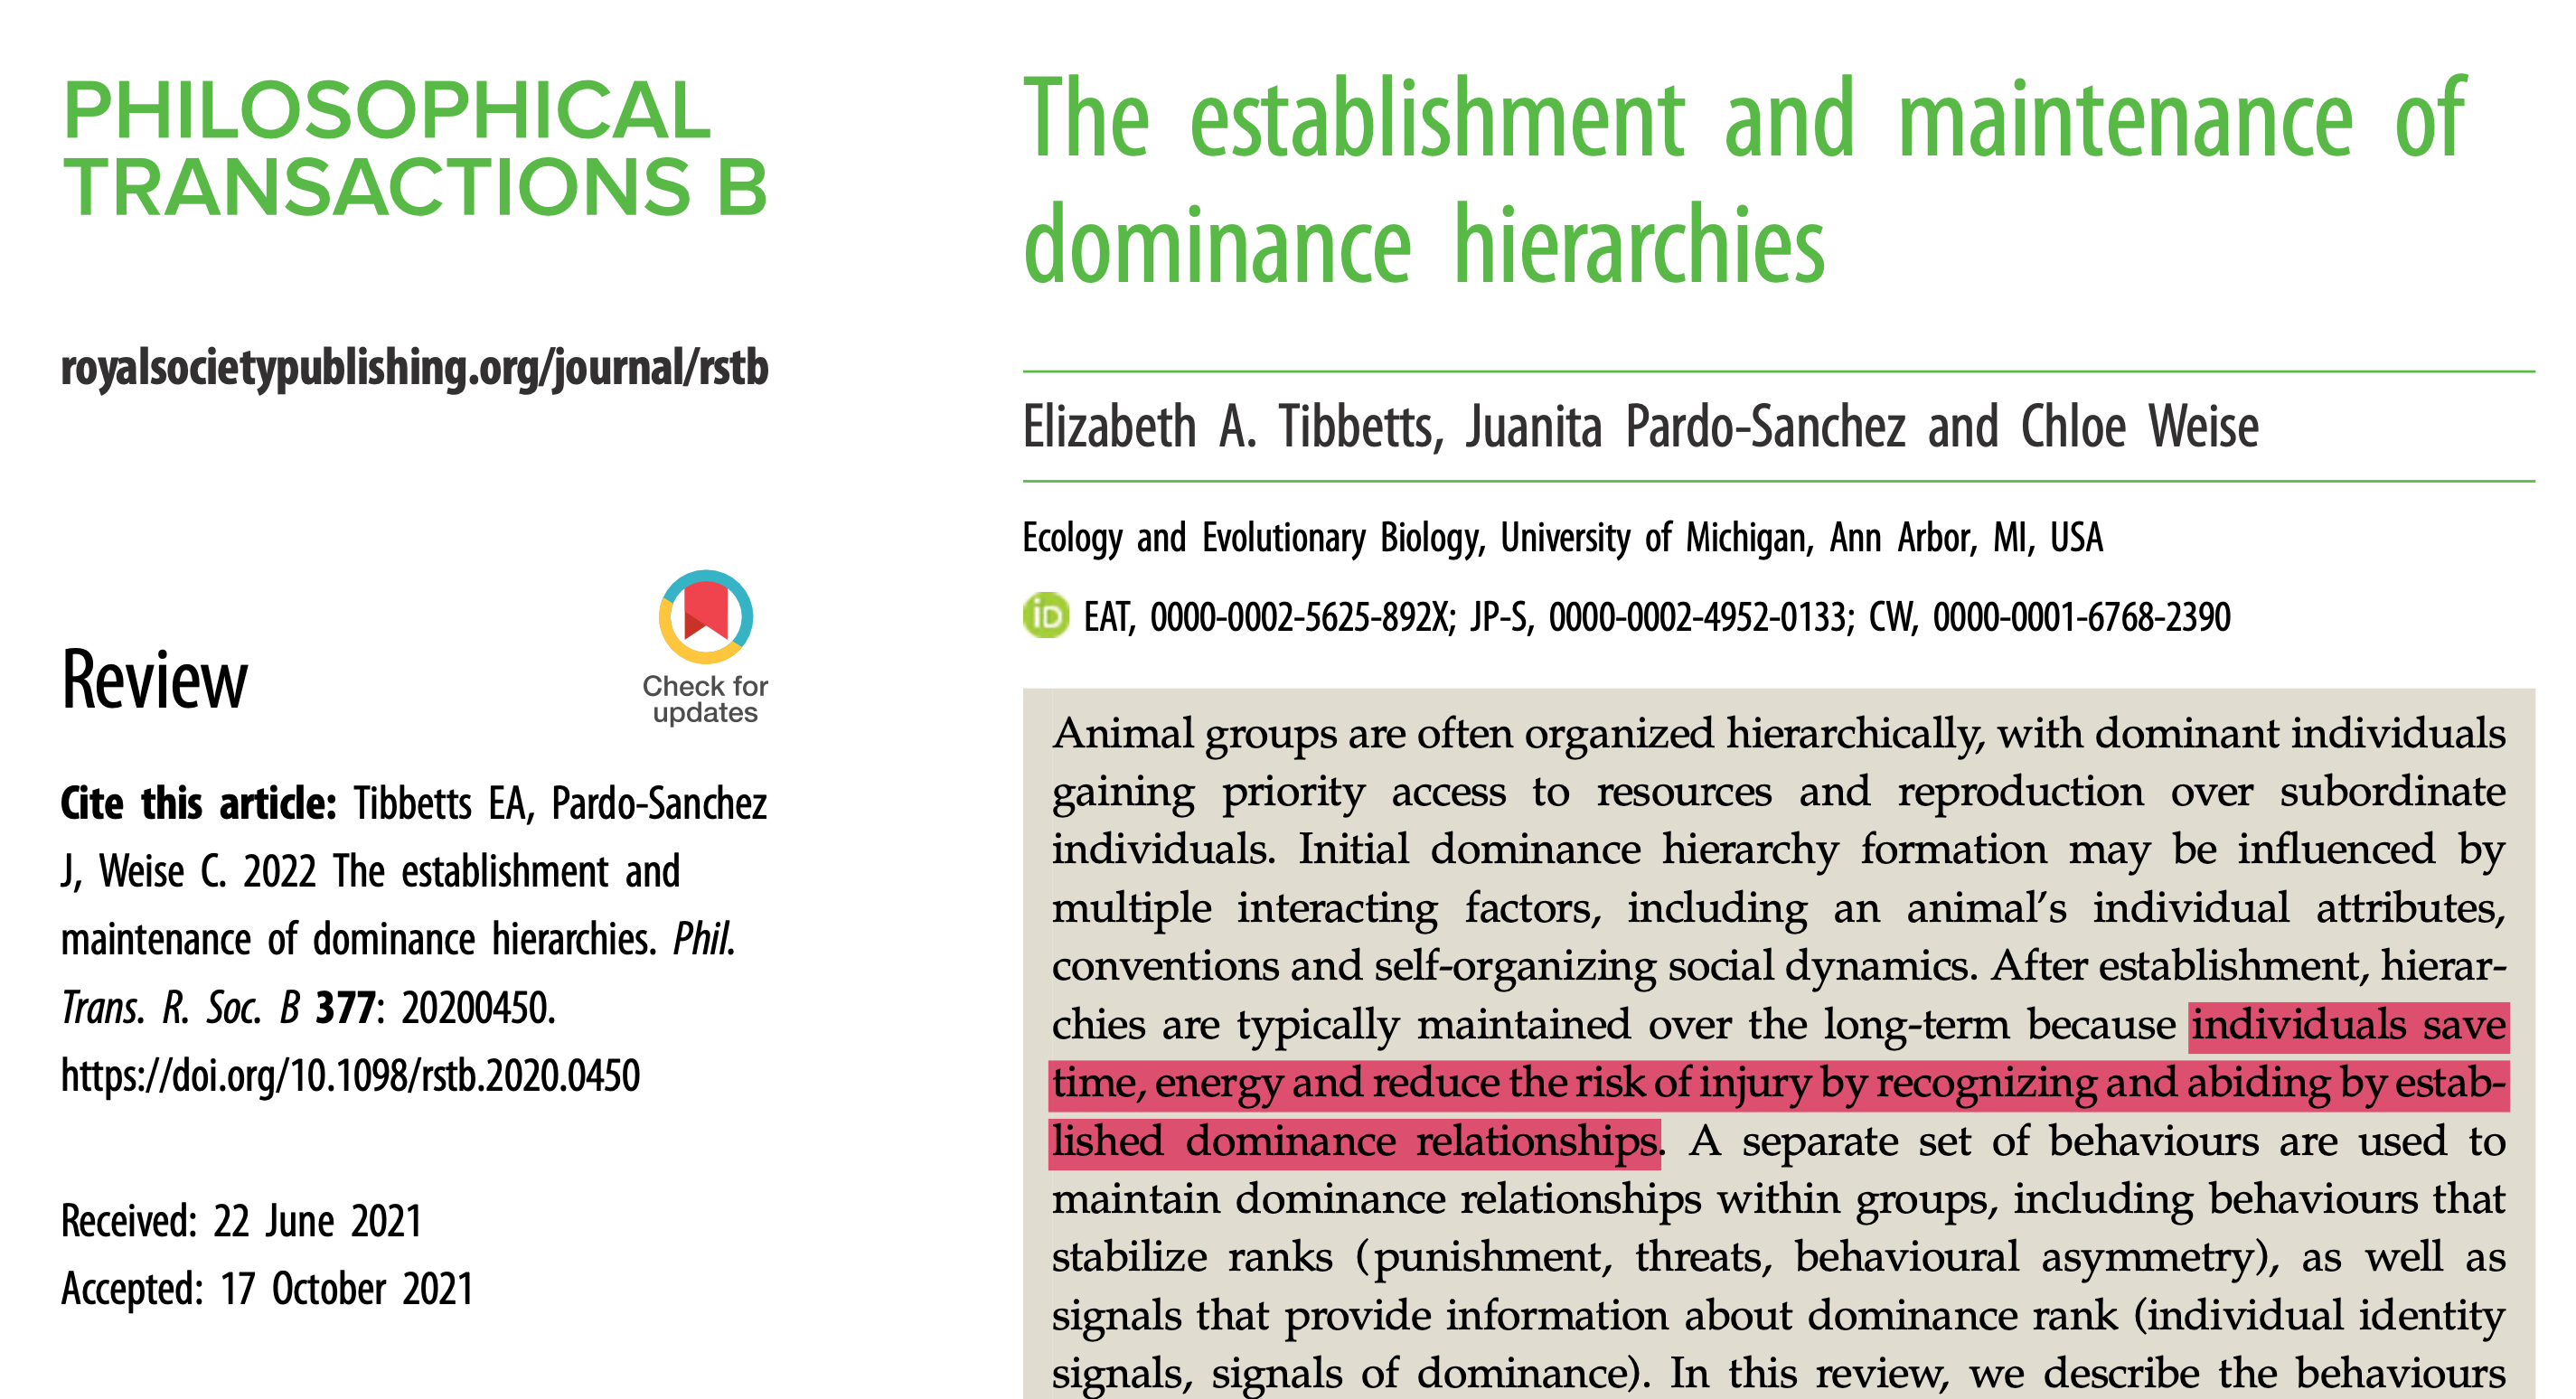 PHILOSOPHICAL
TRANSACTIONS B
royalsocietypublishing.org/journal/rstb
Review
Check for
updates
Cite this article: Tibbetts EA, Pardo-Sanchez
J, Weise C. 2022 The establishment and
maintenance of dominance hierarchies. Phil.
Trans. R. Soc. B 377: 20200450.
https://doi.org/10.1098/rstb.2020.0450
Received: 22 June 2021
Accepted: 17 October 2021
The establishment and maintenance of
dominance hierarchies
Elizabeth A. Tibbetts, Juanita Pardo-Sanchez and Chloe Weise
Ecology and Evolutionary Biology, University of Michigan, Ann Arbor, MI, USA
iD EAT, 0000-0002-5625-892X; JP-S, 0000-0002-4952-0133; CW, 0000-0001-6768-2390
Animal groups are often organized hierarchically, with dominant individuals
gaining priority access to resources and reproduction over subordinate
individuals. Initial dominance hierarchy formation may be influenced by
multiple interacting factors, including an animal’s individual attributes,
conventions and self-organizing social dynamics. After establishment, hierar-
chies are typically maintained over the long-term because individuals save
time, energy and reduce the risk of injury by recognizing and abiding by estab-
lished dominance relationships. A separate set of behaviours are used to
maintain dominance relationships within groups, including behaviours that
stabilize ranks (punishment, threats, behavioural asymmetry), as well as
signals that provide information about dominance rank (individual identity
signals, signals of dominance). In this review, we describe the behaviours